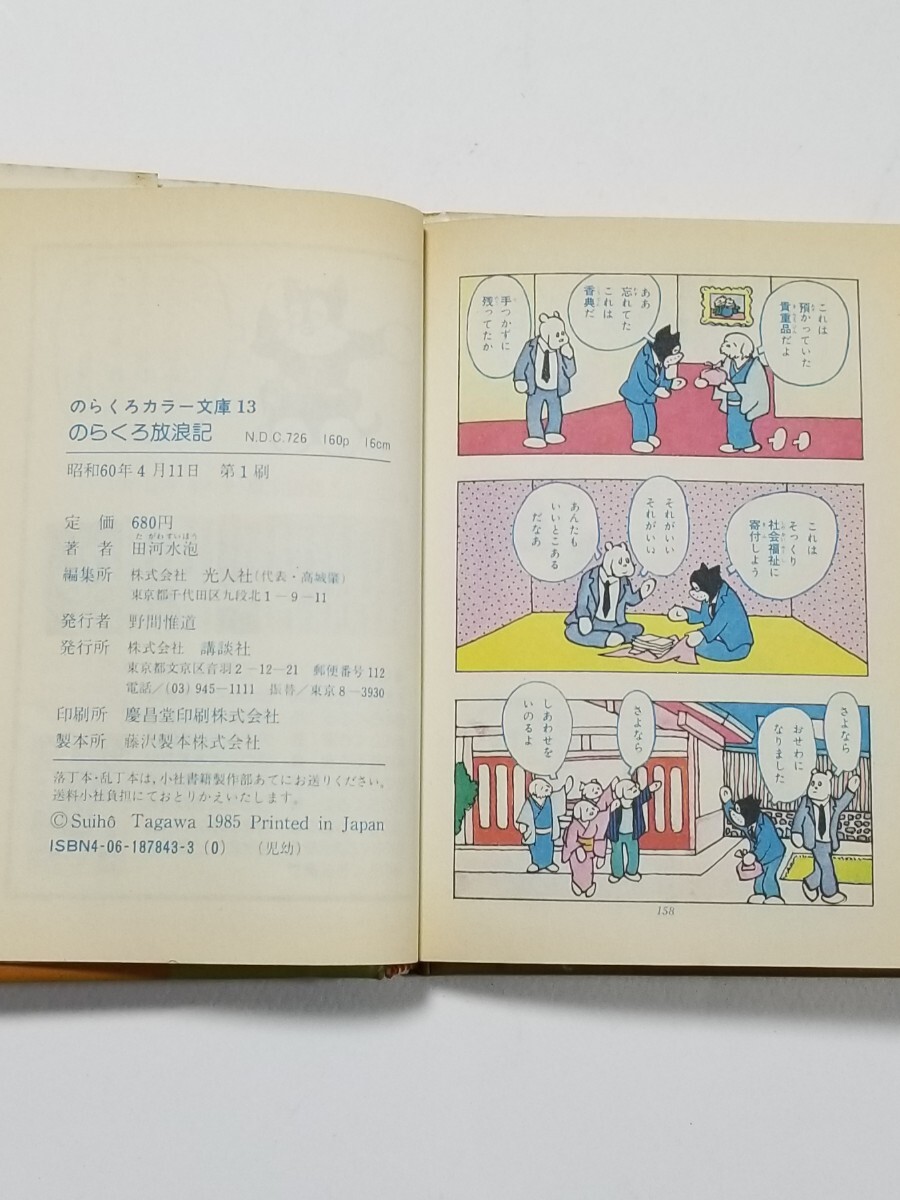 のらくろカラー文庫13
のらくろ放浪記 N.D.C.726 160p 16cm
昭和60年4月11日 第1刷
定価 680円
著者 田河水泡
たがわすいほう
編集所 株式会社 光人社(代表・高城肇)
東京都千代田区九段北1-9-11
発行者 野間惟道
発行所 株式会社 講談社
東京都文京区音羽2-12-21 郵便番号112
電話/(03)945-1111 振替/東京8-3930
印刷所 慶昌堂印刷株式会社
製本所 藤沢製本株式会社
落丁本・乱丁本は,小社書籍製作部あてにお送りください。
送料小社負担にておとりかえいたします。
©Suihô Tagawa 1985 Printed in Japan
ISBN4-06-187843-3 (0) (児幼)
これは
預かっていた
貴重品だよ
ああ
忘れてた
これは
香典だ
手つかずに
残ってたか
これは
そっくり
社会福祉に
寄付しよう
それがいい
それがいい
あんたも
いいとこある
だなあ
さよなら
おせわに
なりました
さよなら
しあわせを
いのるよ
158